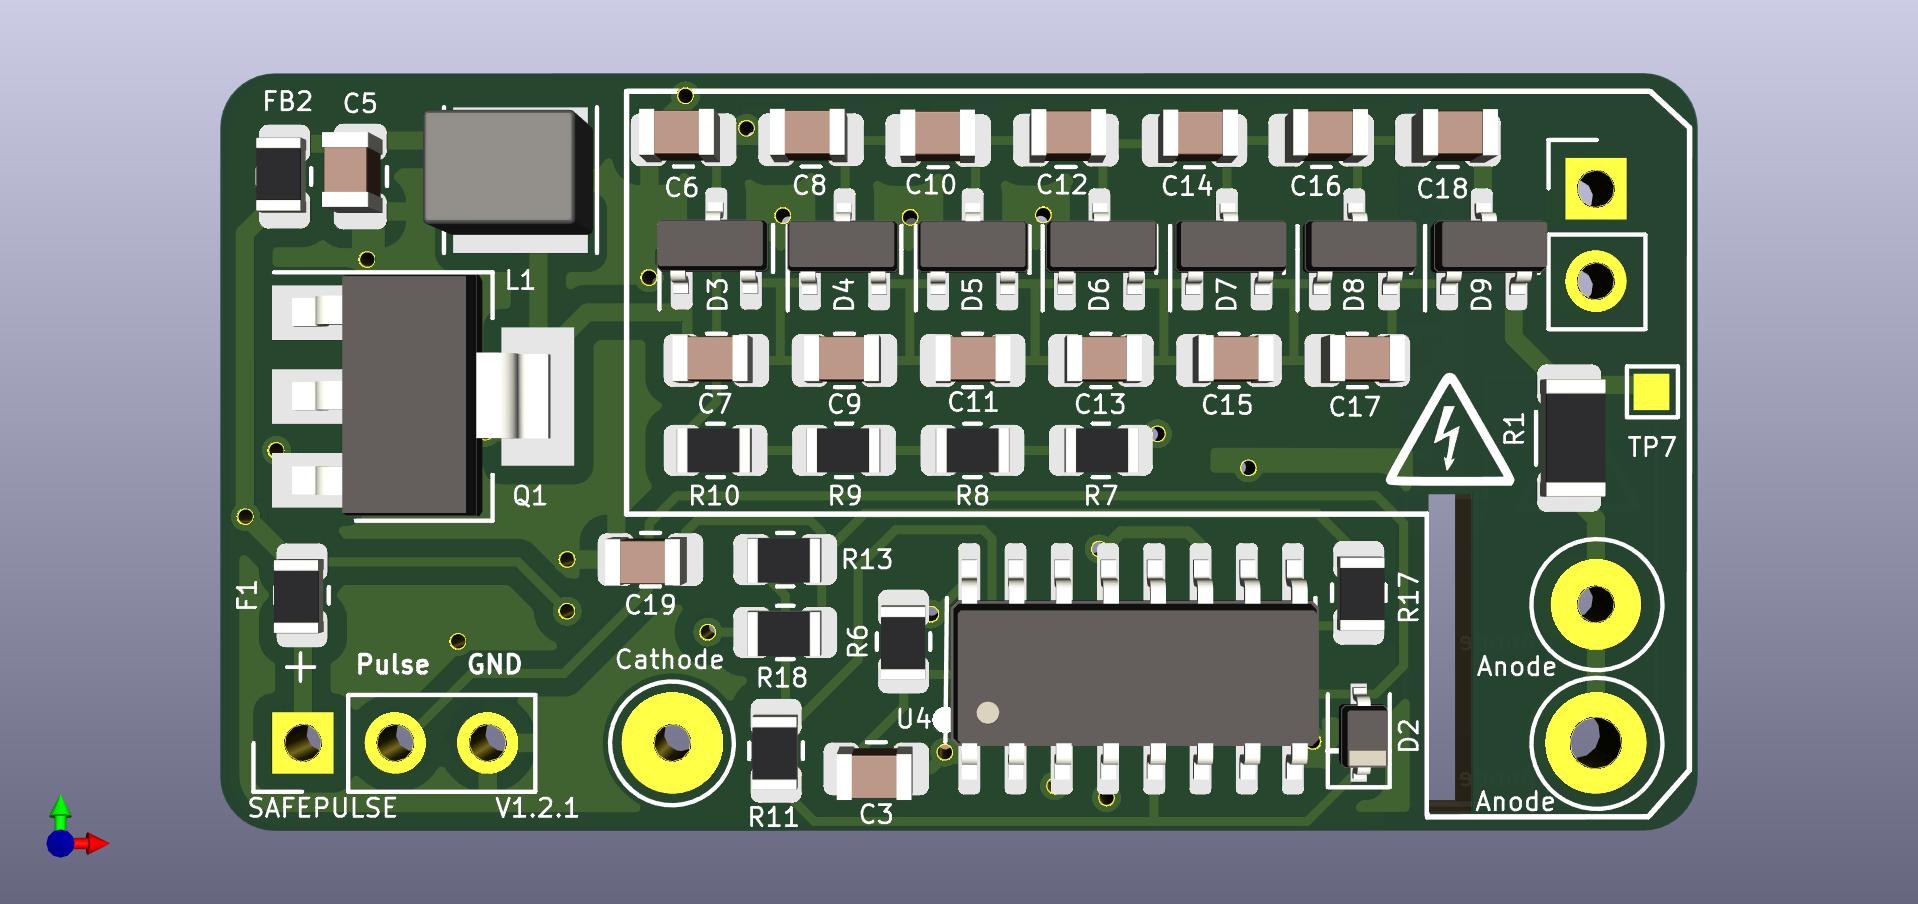 FB2 C5
C6 C8 C10 C12 C14 C16 C18
L1
D3 D4 D5 D6 D7 D8 D9
C7 C9 C11 C13 C15 C17
R1
TP7
Q1
R10 R9 R8 R7
R13
F1
C19
R6
R17
Cathode
R18
+ Pulse GND
Anode
U4
D2
SAFEPULSE V1.2.1
R11 C3
Anode